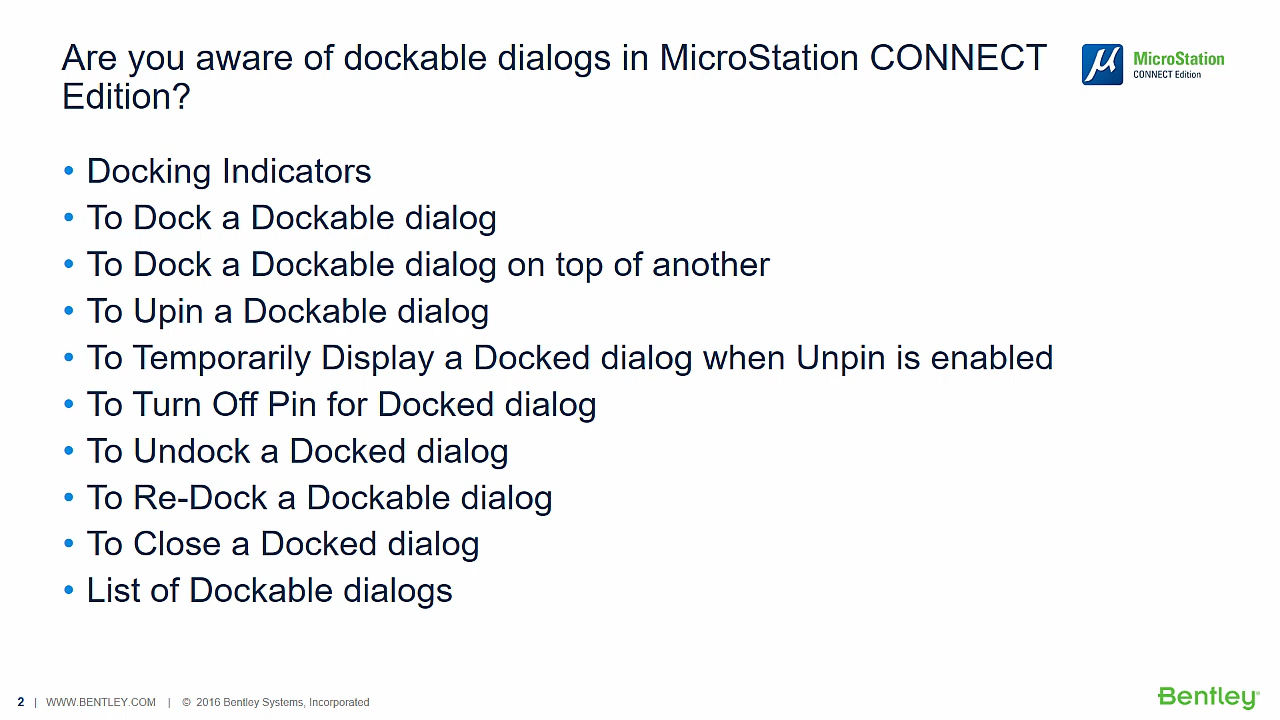 Are you aware of dockable dialogs in MicroStation CONNECT
Edition?
μ MicroStation
CONNECT Edition
• Docking Indicators
• To Dock a Dockable dialog
• To Dock a Dockable dialog on top of another
• To Upin a Dockable dialog
• To Temporarily Display a Docked dialog when Unpin is enabled
• To Turn Off Pin for Docked dialog
• To Undock a Docked dialog
• To Re-Dock a Dockable dialog
• To Close a Docked dialog
• List of Dockable dialogs
2 | WWW.BENTLEY.COM | © 2016 Bentley Systems, Incorporated
Bentley®